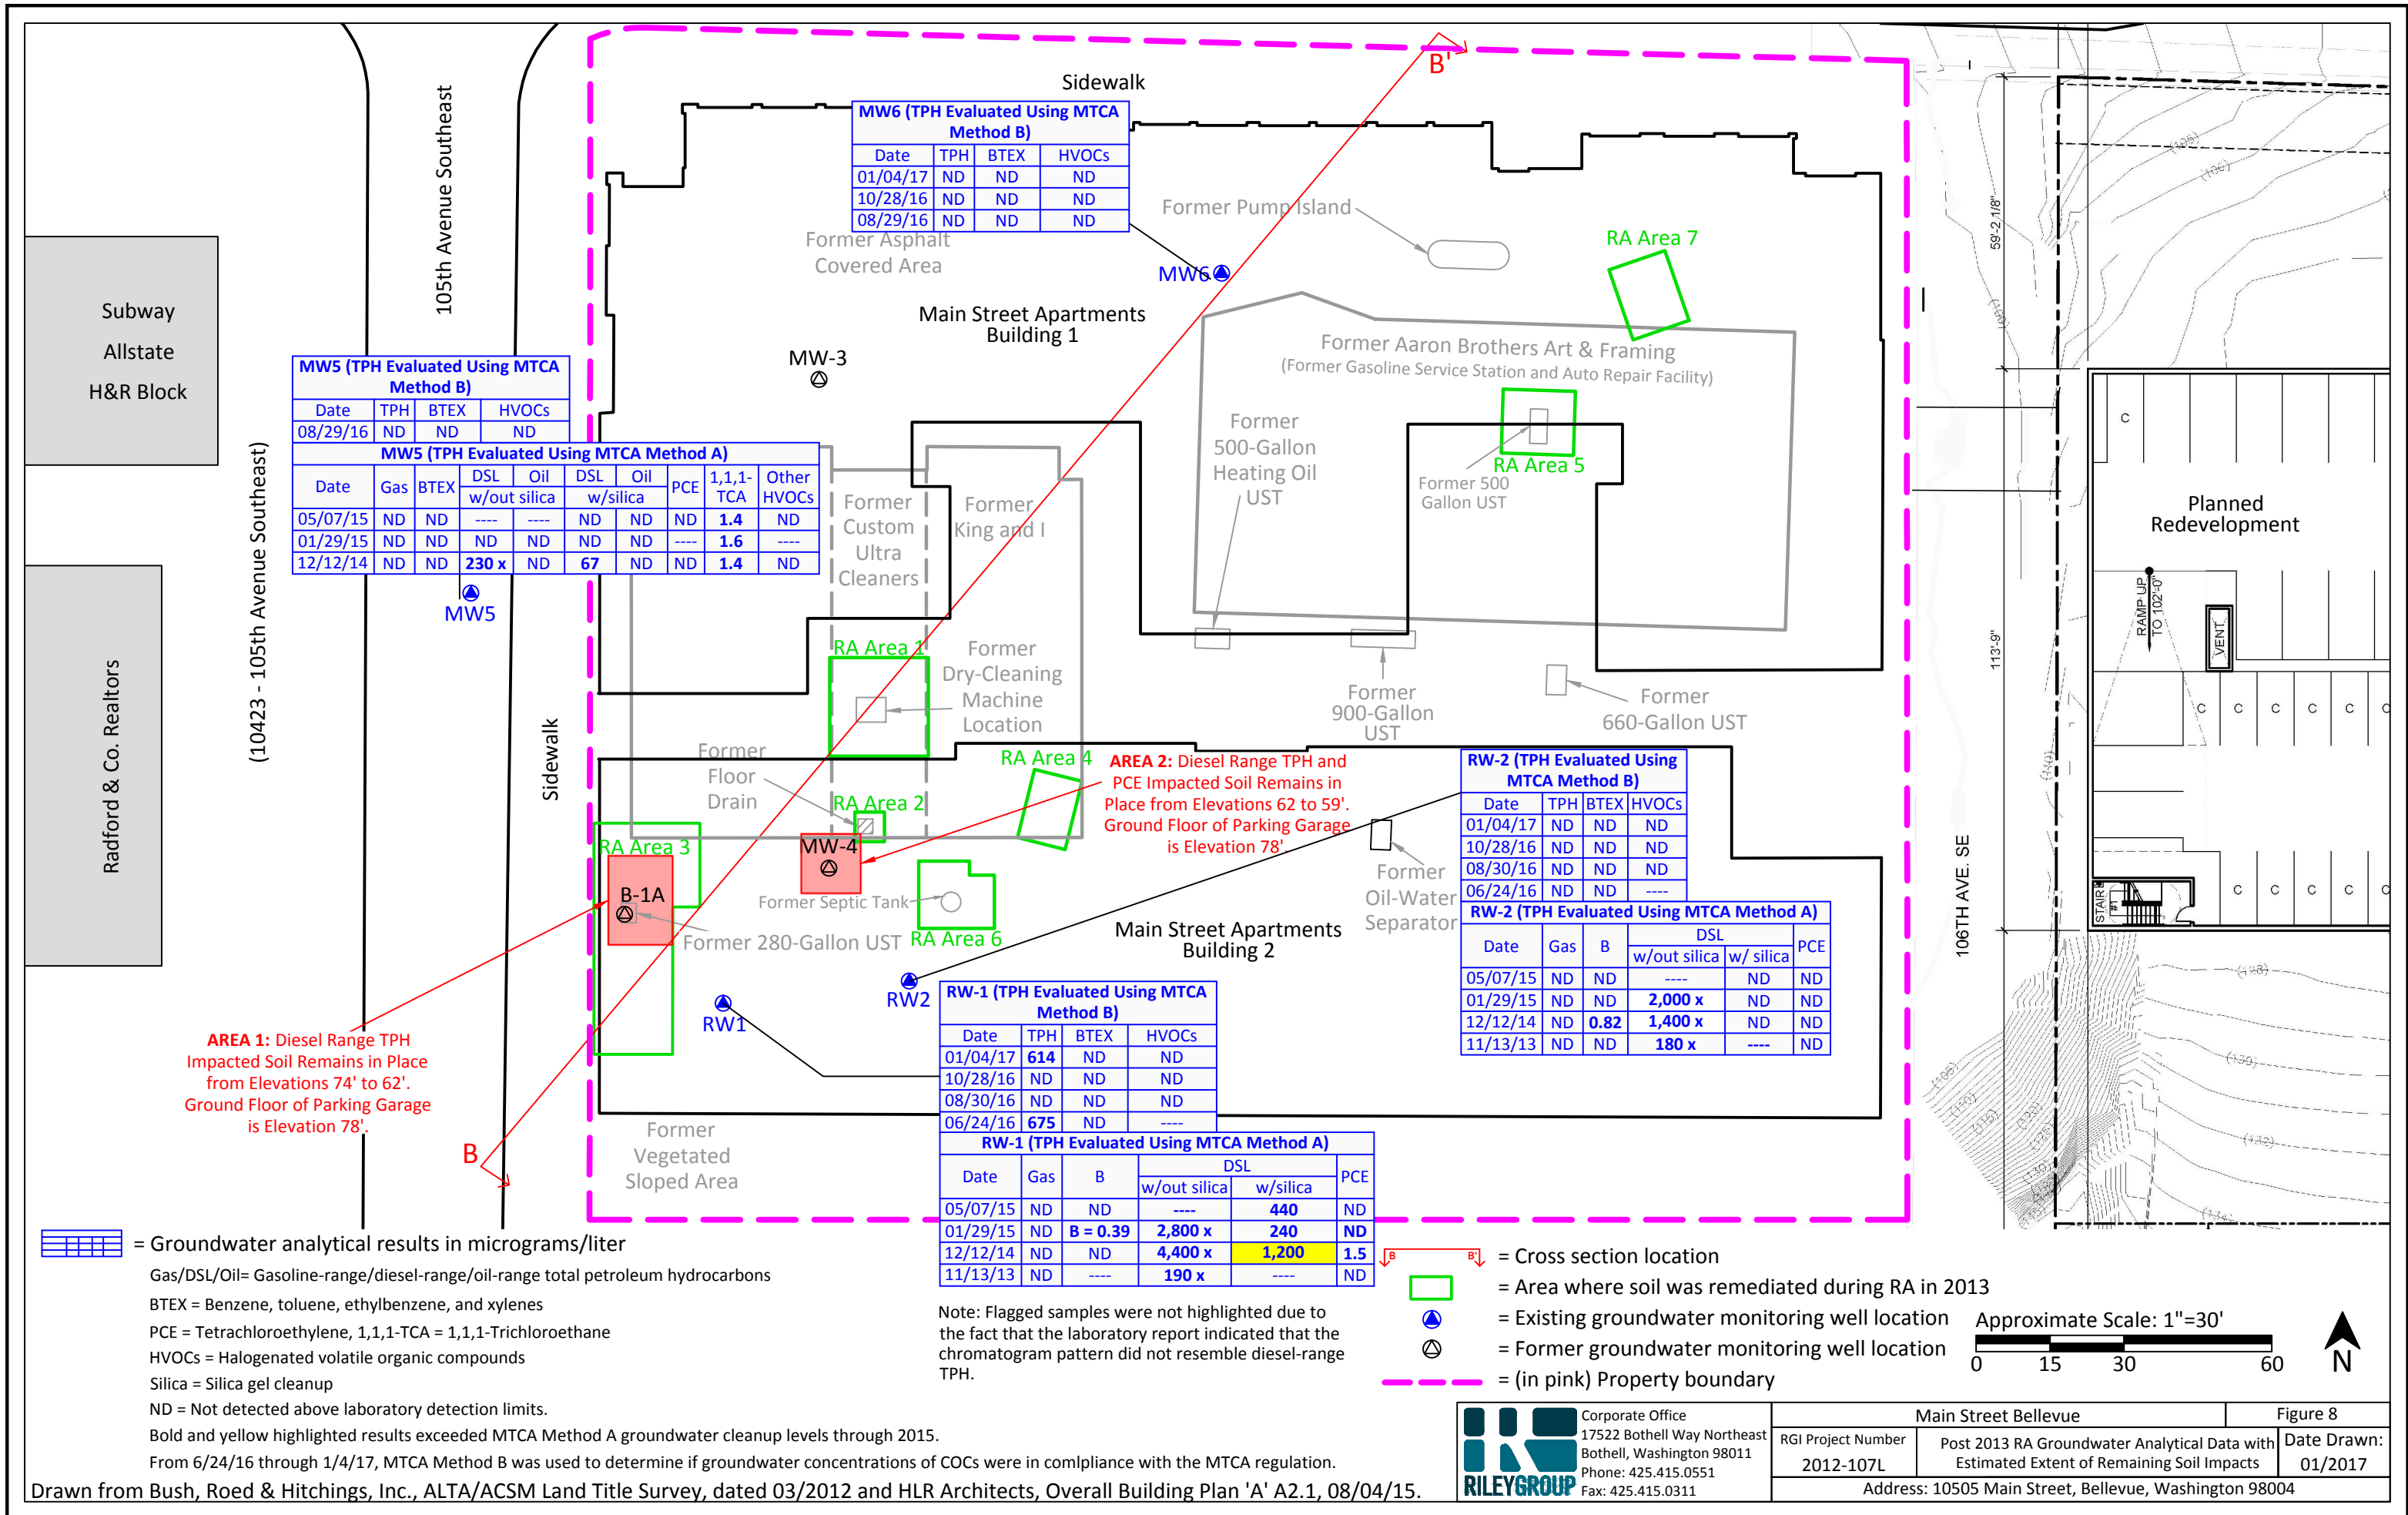 B'
Sidewalk
105th Avenue Southeast
(10423 - 105th Avenue Southeast)
Sidewalk
Subway
Allstate
H&R Block
Radford & Co. Realtors
MW6 (TPH Evaluated Using MTCA
Method B)
Date TPH BTEX HVOCs
01/04/17 ND ND ND
10/28/16 ND ND ND
08/29/16 ND ND ND
Former Asphalt
Covered Area
Former Pump Island
MW6
RA Area 7
Main Street Apartments
Building 1
MW-3
Former Aaron Brothers Art & Framing
(Former Gasoline Service Station and Auto Repair Facility)
MW5 (TPH Evaluated Using MTCA
Method B)
Date TPH BTEX HVOCs
08/29/16 ND ND ND
MW5 (TPH Evaluated Using MTCA Method A)
Date Gas BTEX DSL Oil DSL Oil PCE 1,1,1-TCA Other HVOCs
w/out silica w/silica
05/07/15 ND ND ---- ---- ND ND ND 1.4 ND
01/29/15 ND ND ND ND ND ND ---- 1.6 ----
12/12/14 ND ND 230 x ND 67 ND ND 1.4 ND
MW5
Former
500-Gallon
Heating Oil
UST
RA Area 5
Former 500
Gallon UST
Former
Custom
Ultra
Cleaners
Former
King and I
RA Area 1
Former
Dry-Cleaning
Machine
Location
Former
900-Gallon
UST
Former
660-Gallon UST
Former
Floor
Drain
RA Area 2
RA Area 4
AREA 2: Diesel Range TPH and
PCE Impacted Soil Remains in
Place from Elevations 62 to 59'.
Ground Floor of Parking Garage
is Elevation 78'.
RW-2 (TPH Evaluated Using
MTCA Method B)
Date TPH BTEX HVOCs
01/04/17 ND ND ND
10/28/16 ND ND ND
08/30/16 ND ND ND
06/24/16 ND ND ----
RW-2 (TPH Evaluated Using MTCA Method A)
Date Gas B DSL PCE
w/out silica w/ silica
05/07/15 ND ND ---- ND ND
01/29/15 ND ND 2,000 x ND ND
12/12/14 ND 0.82 1,400 x ND ND
11/13/13 ND ND 180 x ---- ND
RA Area 3
MW-4
B-1A
Former Septic Tank
Former 280-Gallon UST
RA Area 6
Former
Oil-Water
Separator
Main Street Apartments
Building 2
RW2
RW1
AREA 1: Diesel Range TPH
Impacted Soil Remains in Place
from Elevations 74' to 62'.
Ground Floor of Parking Garage
is Elevation 78'.
B
Former
Vegetated
Sloped Area
RW-1 (TPH Evaluated Using MTCA
Method B)
Date TPH BTEX HVOCs
01/04/17 614 ND ND
10/28/16 ND ND ND
08/30/16 ND ND ND
06/24/16 675 ND ----
RW-1 (TPH Evaluated Using MTCA Method A)
Date Gas B DSL PCE
w/out silica w/silica
05/07/15 ND ND ---- 440 ND
01/29/15 ND B = 0.39 2,800 x 240 ND
12/12/14 ND ND 4,400 x 1,200 1.5
11/13/13 ND ---- 190 x ---- ND
106TH AVE. SE
59'-2 1/8"
113'-9"
Planned
Redevelopment
RAMP UP
TO 102'-0"
VENT
STAIR
#1
C
C C C C C C
C C C C C
= Groundwater analytical results in micrograms/liter
Gas/DSL/Oil= Gasoline-range/diesel-range/oil-range total petroleum hydrocarbons
BTEX = Benzene, toluene, ethylbenzene, and xylenes
PCE = Tetrachloroethylene, 1,1,1-TCA = 1,1,1-Trichloroethane
HVOCs = Halogenated volatile organic compounds
Silica = Silica gel cleanup
ND = Not detected above laboratory detection limits.
Bold and yellow highlighted results exceeded MTCA Method A groundwater cleanup levels through 2015.
From 6/24/16 through 1/4/17, MTCA Method B was used to determine if groundwater concentrations of COCs were in comlpliance with the MTCA regulation.
Drawn from Bush, Roed & Hitchings, Inc., ALTA/ACSM Land Title Survey, dated 03/2012 and HLR Architects, Overall Building Plan 'A' A2.1, 08/04/15.
Note: Flagged samples were not highlighted due to
the fact that the laboratory report indicated that the
chromatogram pattern did not resemble diesel-range
TPH.
B B' = Cross section location
= Area where soil was remediated during RA in 2013
= Existing groundwater monitoring well location
= Former groundwater monitoring well location
= (in pink) Property boundary
Approximate Scale: 1"=30'
0 15 30 60
N
RILEYGROUP
Corporate Office
17522 Bothell Way Northeast
Bothell, Washington 98011
Phone: 425.415.0551
Fax: 425.415.0311
Main Street Bellevue
Figure 8
RGI Project Number
2012-107L
Post 2013 RA Groundwater Analytical Data with
Estimated Extent of Remaining Soil Impacts
Date Drawn:
01/2017
Address: 10505 Main Street, Bellevue, Washington 98004